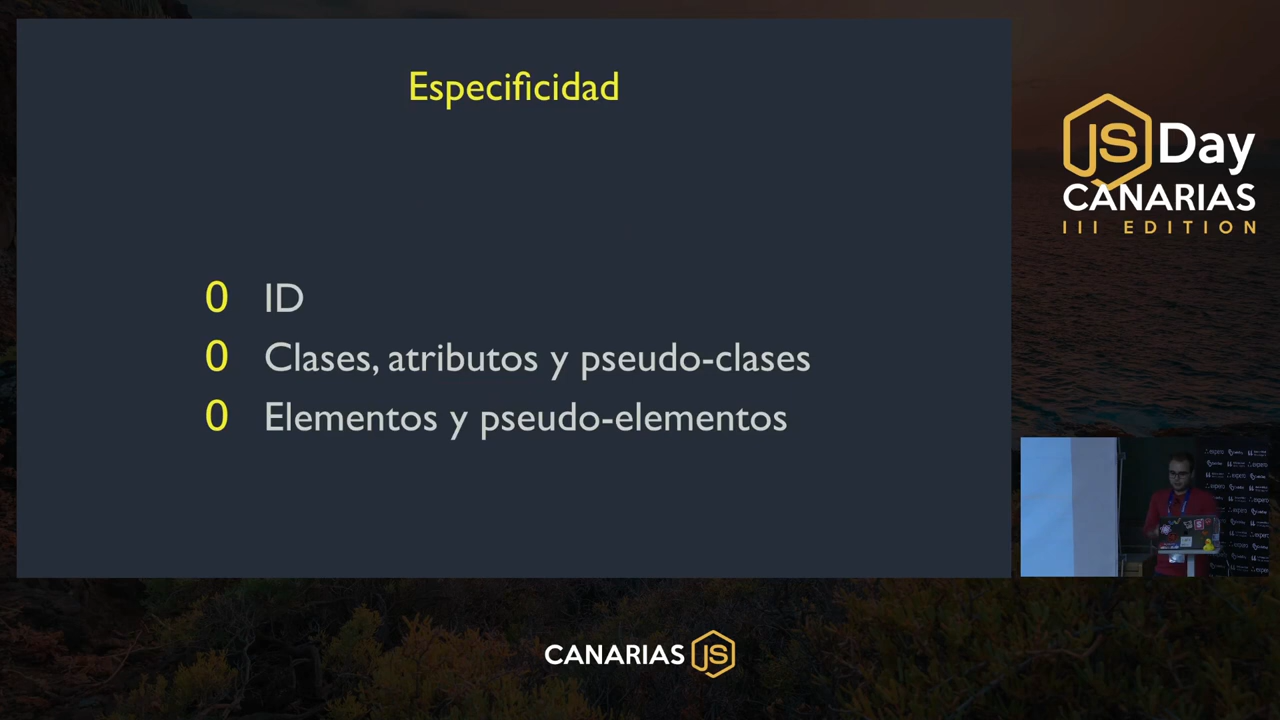 Especificidad
0 ID
0 Clases, atributos y pseudo-clases
0 Elementos y pseudo-elementos
JS Day
CANARIAS
III EDITION
CANARIAS JS